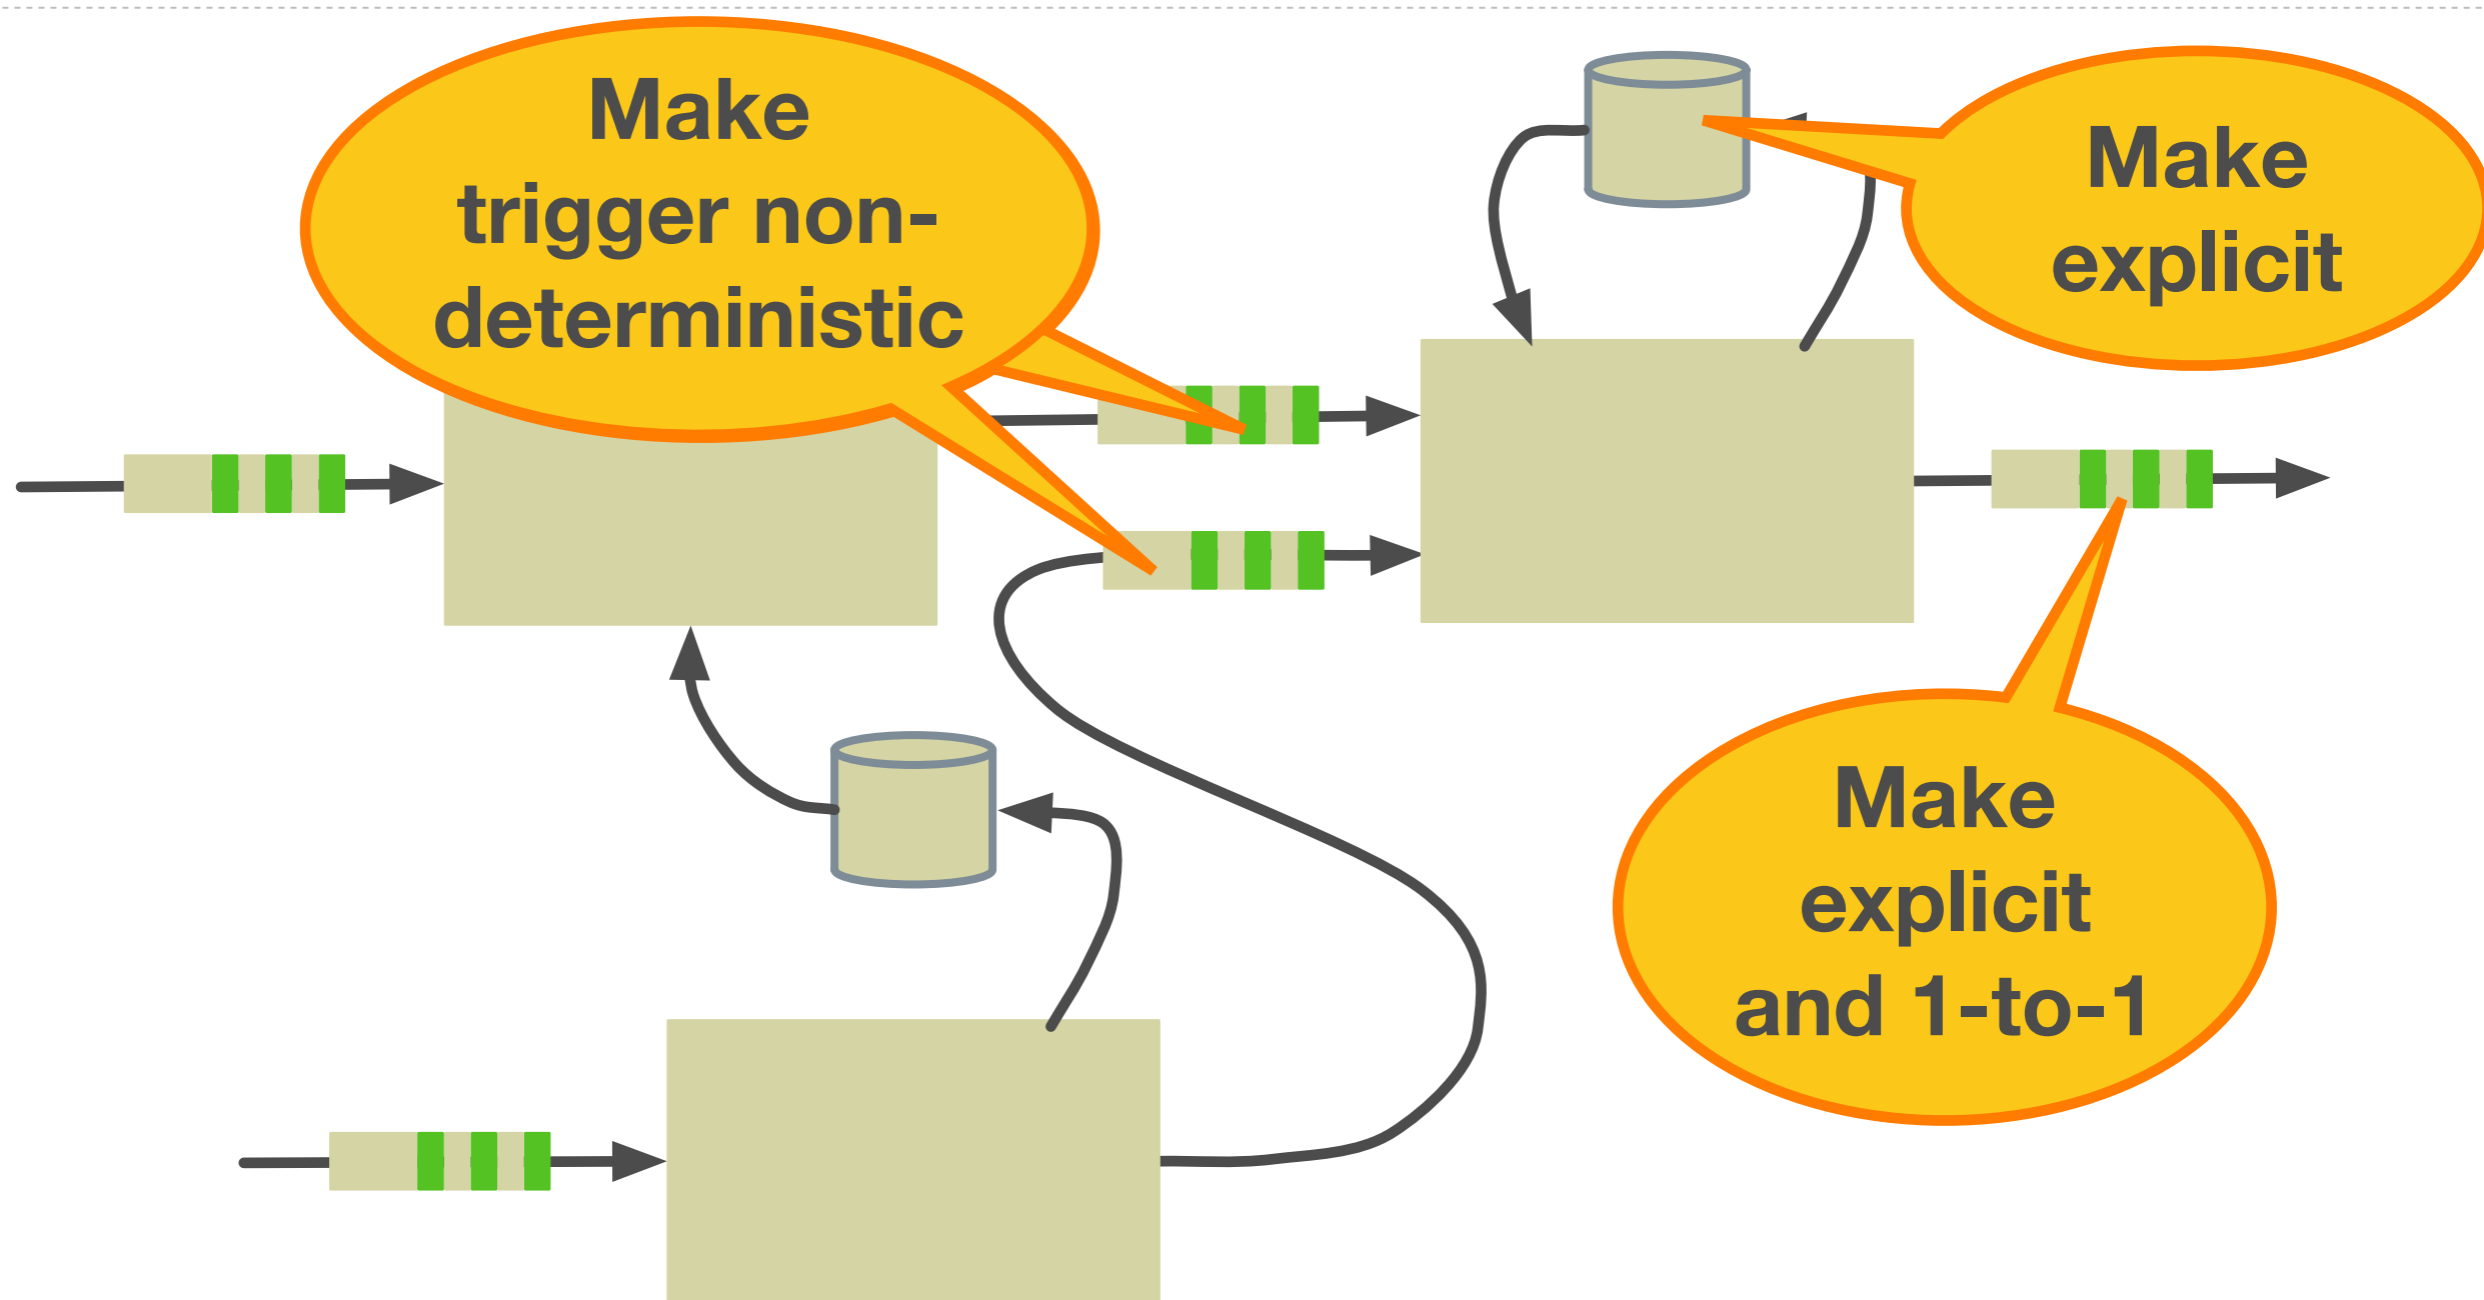 Make
trigger non-
deterministic
Make
explicit
Make
explicit
and 1-to-1